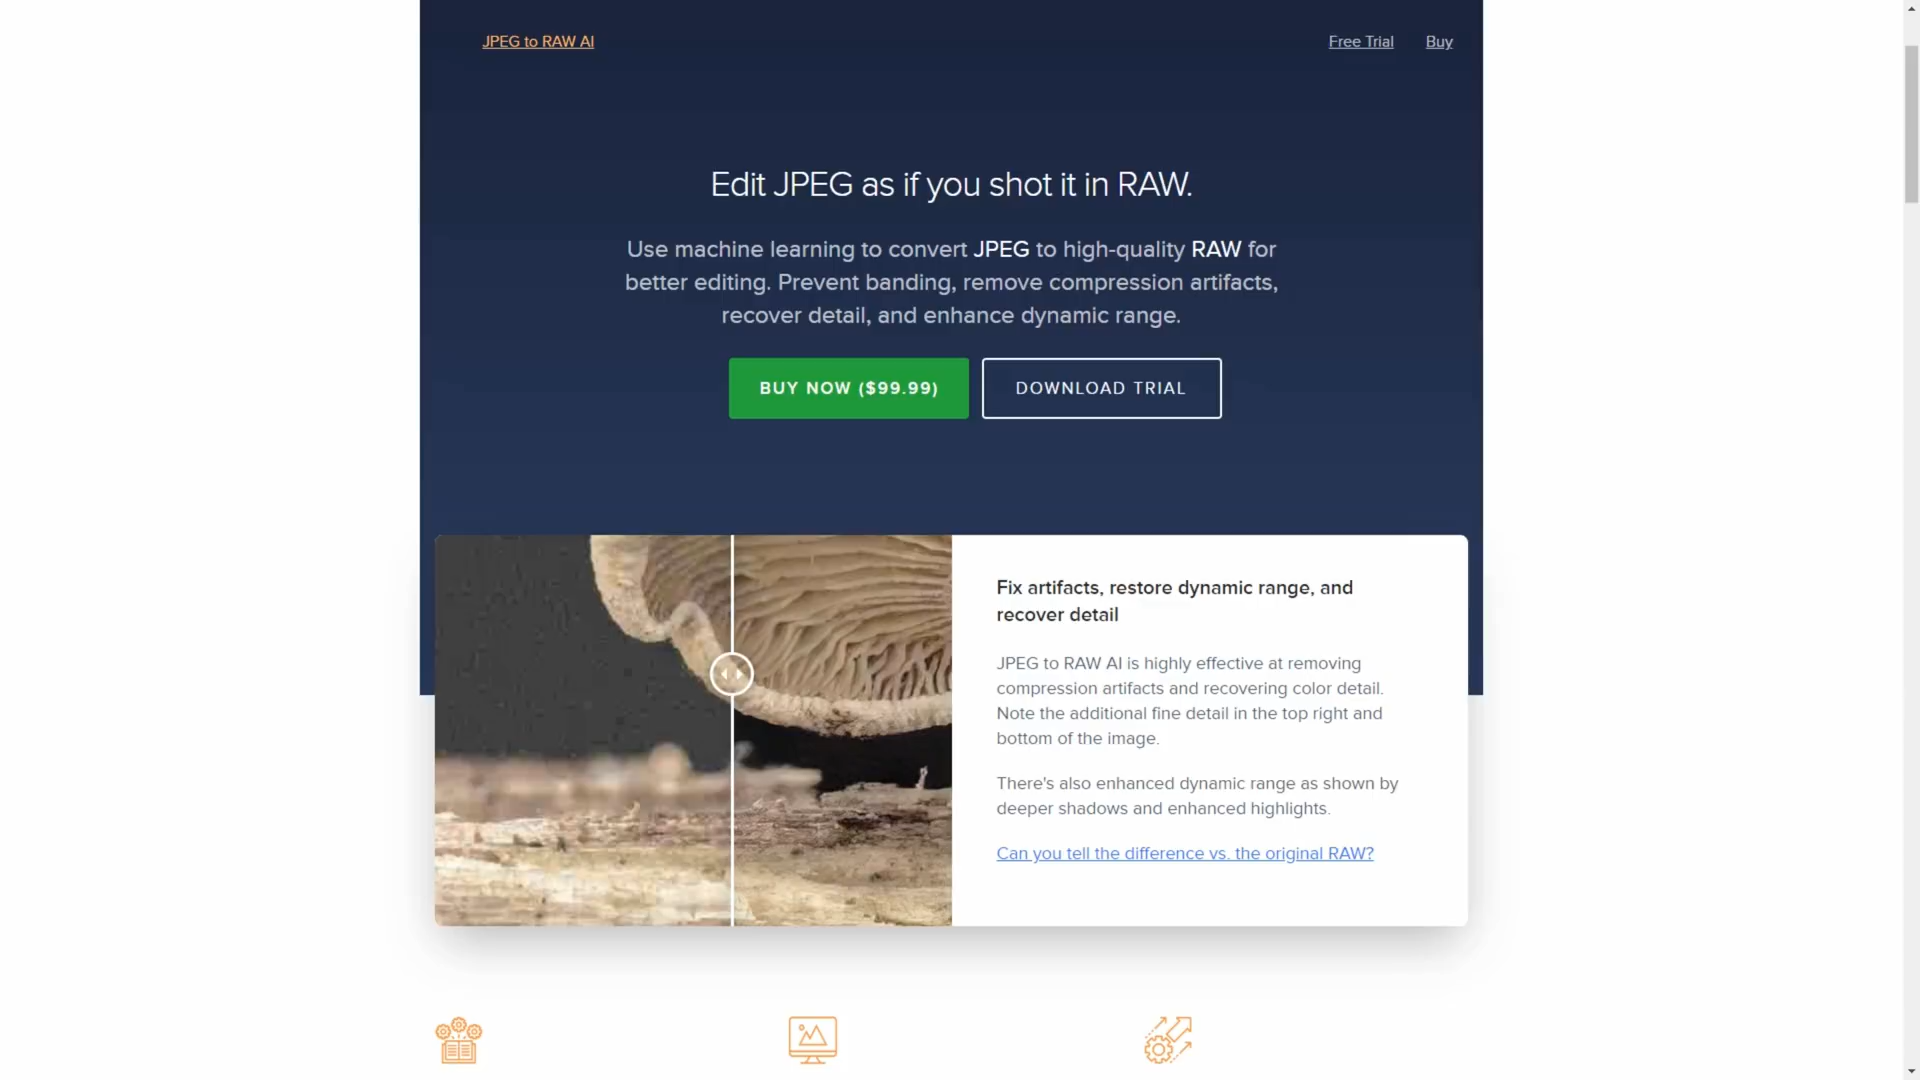 JPEG to RAW AI
Free Trial
Buy
Edit JPEG as if you shot it in RAW.
Use machine learning to convert JPEG to high-quality RAW for
better editing. Prevent banding, remove compression artifacts,
recover detail, and enhance dynamic range.
BUY NOW ($99.99)
DOWNLOAD TRIAL
Fix artifacts, restore dynamic range, and
recover detail
JPEG to RAW AI is highly effective at removing
compression artifacts and recovering color detail.
Note the additional fine detail in the top right and
bottom of the image.
There's also enhanced dynamic range as shown by
deeper shadows and enhanced highlights.
Can you tell the difference vs. the original RAW?